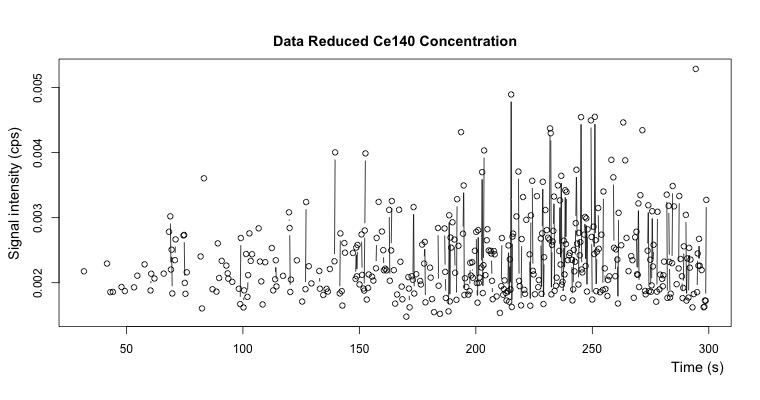 Data Reduced Ce140 Concentration
Signal intensity (cps)
0.005
0.004
0.003
0.002
50 100 150 200 250 300
Time (s)